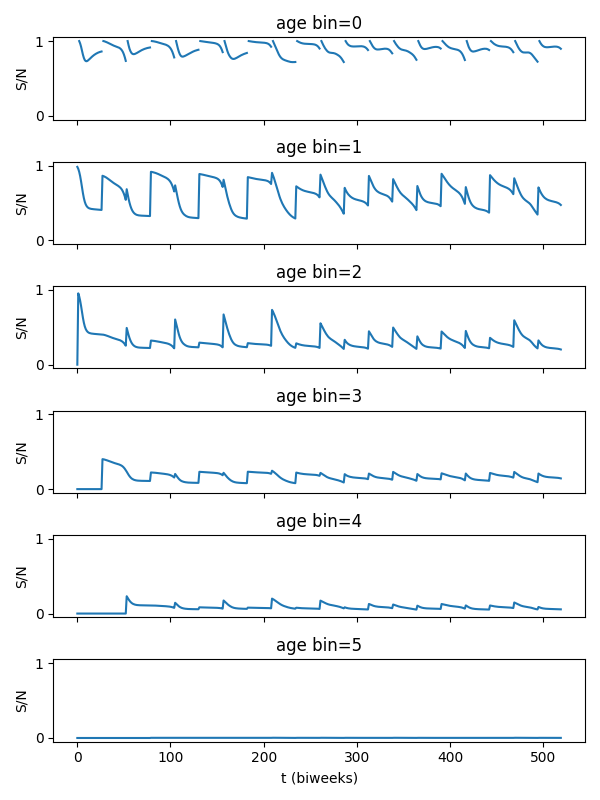 age bin=0
1
S/N
0
age bin=1
1
S/N
0
age bin=2
1
S/N
0
age bin=3
1
S/N
0
age bin=4
1
S/N
0
age bin=5
1
S/N
0
0 100 200 300 400 500
t (biweeks)